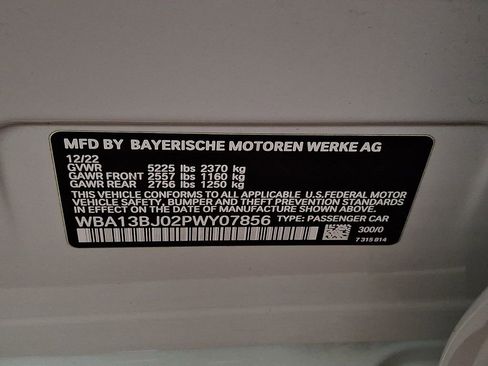 MFD BY BAYERISCHE MOTOREN WERKE AG
12/22
GVWR 5225 lbs 2370 kg
GAWR FRONT 2557 lbs 1160 kg
GAWR REAR 2756 lbs 1250 kg
THIS VEHICLE CONFORMS TO ALL APPLICABLE U.S.FEDERAL MOTOR
VEHICLE SAFETY, BUMPER AND THEFT PREVENTION STANDARDS
IN EFFECT ON THE DATE OF MANUFACTURE SHOWN ABOVE.
WBA13BJ02PWY07856 TYPE: PASSENGER CAR
300/0
7 315 814